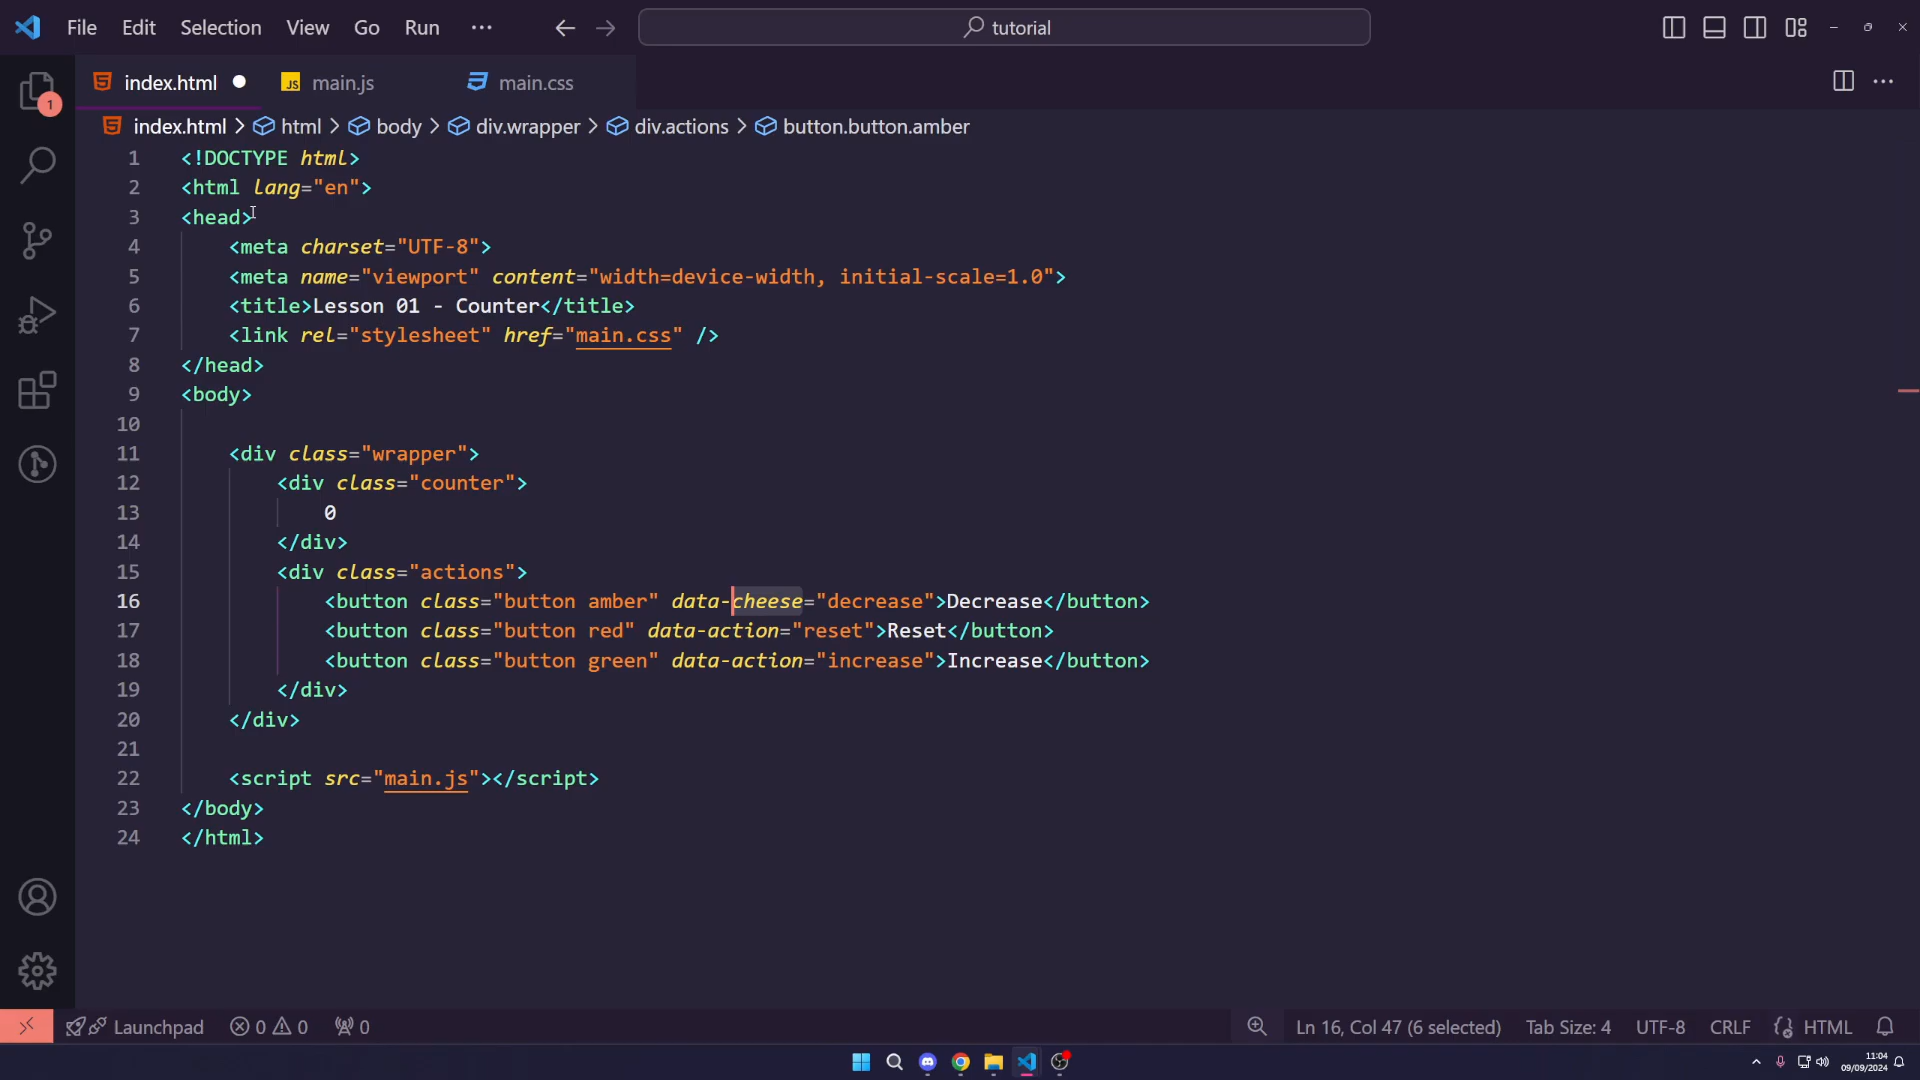 File Edit Selection View Go Run ··· tutorial
index.html main.js main.css
index.html > html > body > div.wrapper > div.actions > button.button.amber
1
1 <!DOCTYPE html>
2 <html lang="en">
3 <head>
4 <meta charset="UTF-8">
5 <meta name="viewport" content="width=device-width, initial-scale=1.0">
6 <title>Lesson 01 - Counter</title>
7 <link rel="stylesheet" href="main.css" />
8 </head>
9 <body>
10
11 <div class="wrapper">
12 <div class="counter">
13 0
14 </div>
15 <div class="actions">
16 <button class="button amber" data-cheese="decrease">Decrease</button>
17 <button class="button red" data-action="reset">Reset</button>
18 <button class="button green" data-action="increase">Increase</button>
19 </div>
20 </div>
21
22 <script src="main.js"></script>
23 </body>
24 </html>
Launchpad 0 0 0 Ln 16, Col 47 (6 selected) Tab Size: 4 UTF-8 CRLF HTML
11:04
09/09/2024